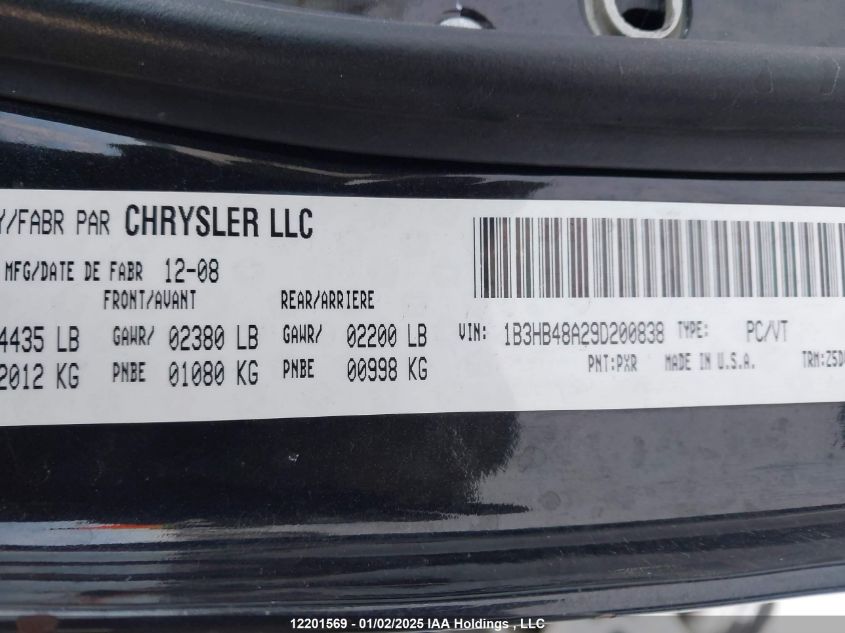 Y/FABR PAR CHRYSLER LLC
MFG/DATE DE FABR 12-08
FRONT/AVANT REAR/ARRIERE
4435 LB GAWR/ 02380 LB GAWR/ 02200 LB VIN: 1B3HB48A29D200838 TYPE: PC/VT
2012 KG PNBE 01080 KG PNBE 00998 KG PNT:PXR MADE IN U.S.A. TRM:Z5D
12201569 - 01/02/2025 IAA Holdings , LLC